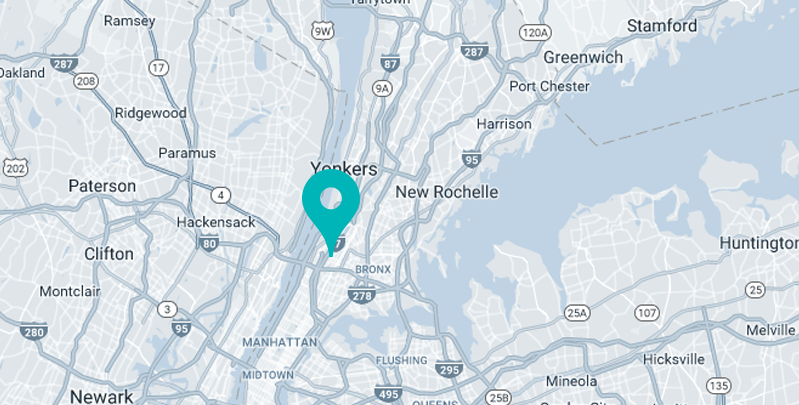 Tarrytown
Ramsey
9W
120A
Stamford
287
87
287
Greenwich
Oakland
17
208
9A
Port Chester
Ridgewood
Harrison
Paramus
95
202
Yonkers
Paterson
4
New Rochelle
Hackensack
80
Huntington
Clifton
BRONX
Montclair
278
25
3
25A
107
95
280
MANHATTAN
Melville
FLUSHING
Hicksville
295
MIDTOWN
Mineola
135
495
25B
Newark
QUEENS